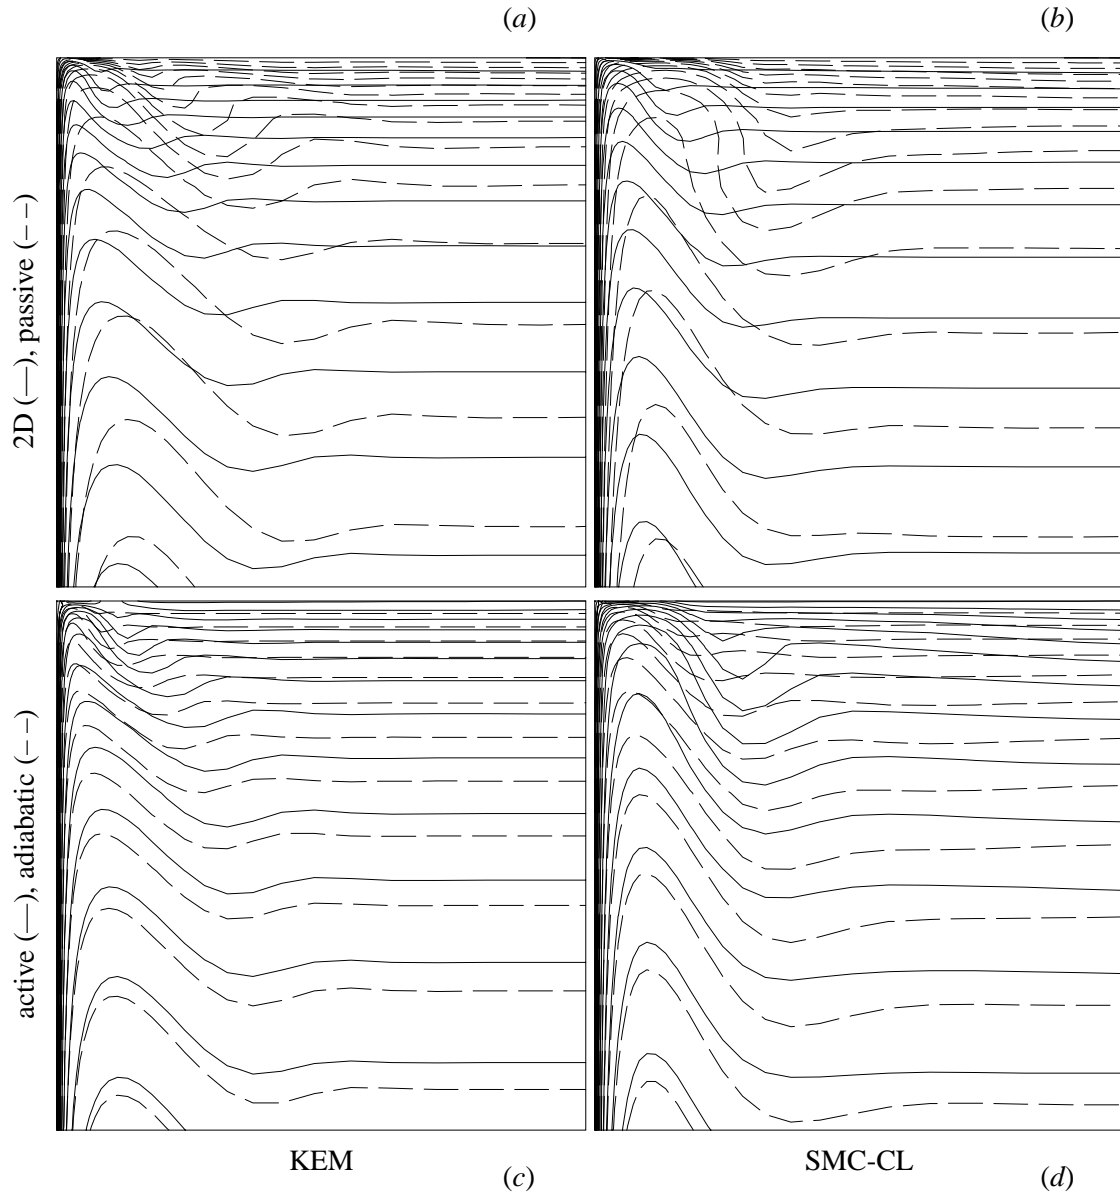 (a)
(b)
2D (—), passive (– –)
active (—), adiabatic (– –)
KEM
SMC-CL
(c)
(d)